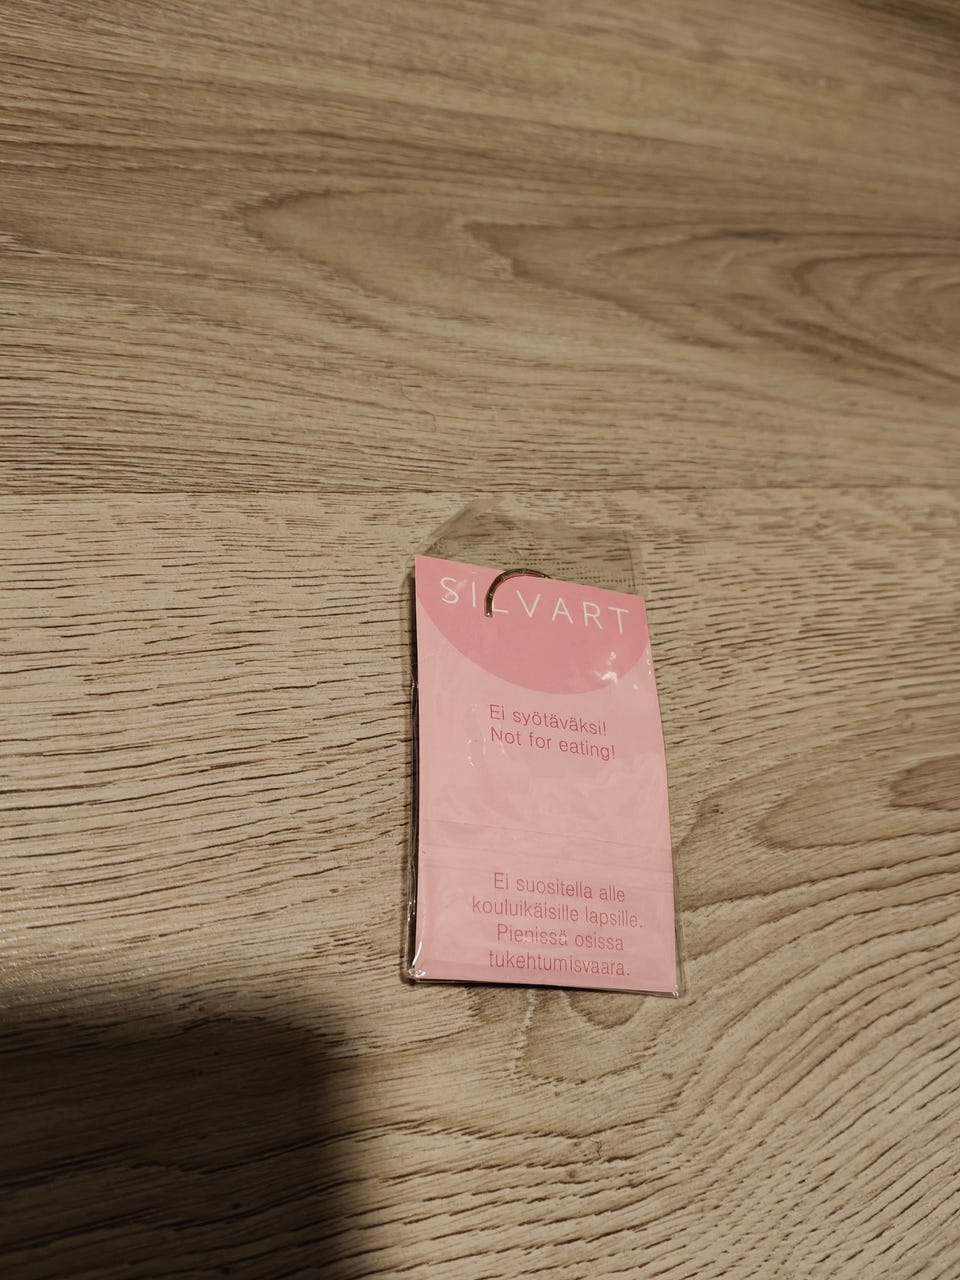 SILVART
Ei syötäväksi!
Not for eating!
Ei suositella alle
kouluikäisille lapsille.
Pienissä osissa
tukehtumisvaara.